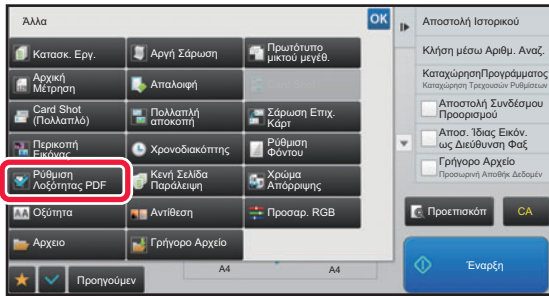 Άλλα
OK
Κατασκ. Εργ.
Αργή Σάρωση
Πρωτότυπο
μικτού μεγέθ.
Αρχική
Μέτρηση
Απαλοιφή
Card Shot
(Πολλαπλό)
Πολλαπλή
αποκοπή
Σάρωση Επιχ.
Κάρτ
Περικοπή
Εικόνας
Χρονοδιακόπτης
Ρύθμιση
Φόντου
Ρύθμιση
Λοξότητας PDF
Κενή Σελίδα
Παράλειψη
Χρώμα
Απόρριψης
Οξύτητα
Αντίθεση
Προσαρ. RGB
Αρχειο
Γρήγορο Αρχείο
Προηγούμεν
A4
A4
Αποστολή Ιστορικού
Κλήση μέσω Αριθμ. Αναζ.
ΚαταχώρησηΠρογράμματος
Καταχώρηση Τρεχουσών Ρυθμίσεων
Αποστολή Συνδέσμου
Προορισμού
Αποσ. Ίδιας Εικόν.
ως Διεύθυνση Φαξ
Γρήγορο Αρχείο
Προσωρινή Αποθήκ Δεδομέν
Προεπισκόπ
CA
Έναρξη